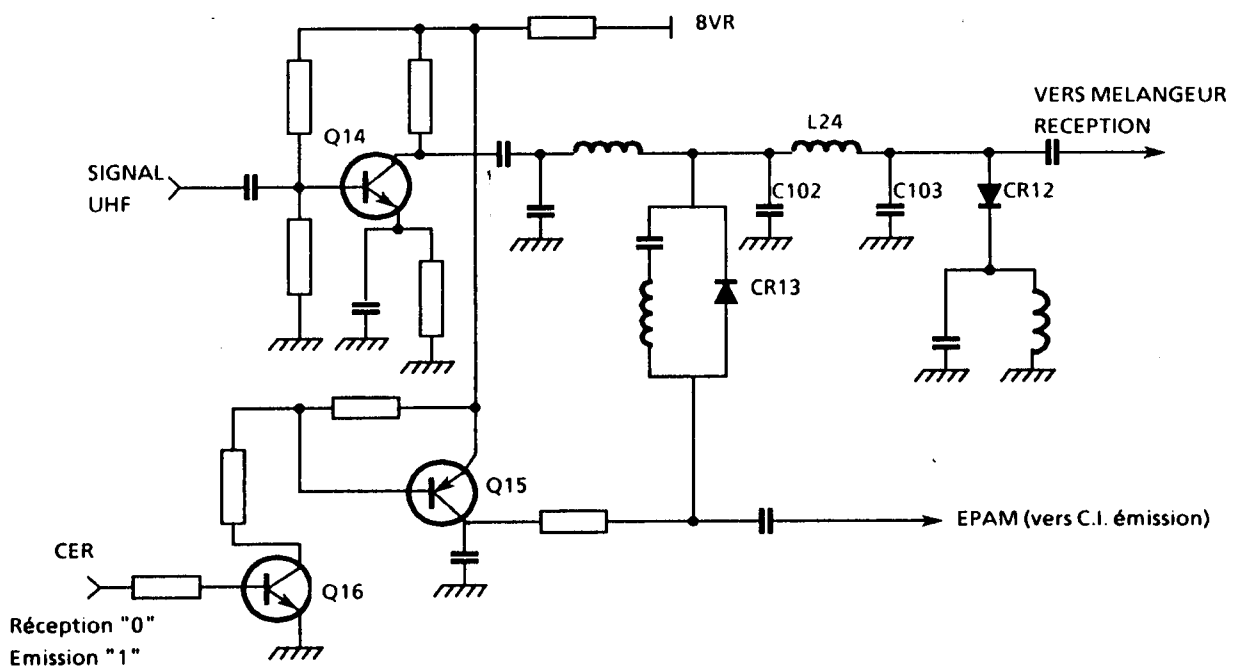 8VR
VERS MELANGEUR
RECEPTION
L24
Q14
SIGNAL
UHF
C102
C103
CR12
CR13
Q15
EPAM (vers C.I. émission)
CER
Q16
Réception "0"
Emission "1"